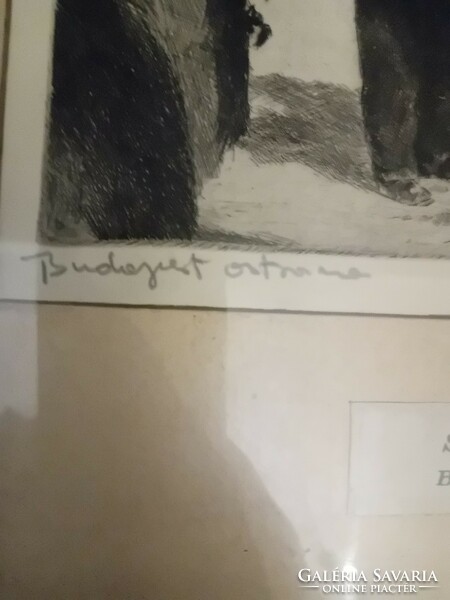 Budapest ostroma
S
B
GALÉRIA SAVARIA
ONLINE PIACTÉR